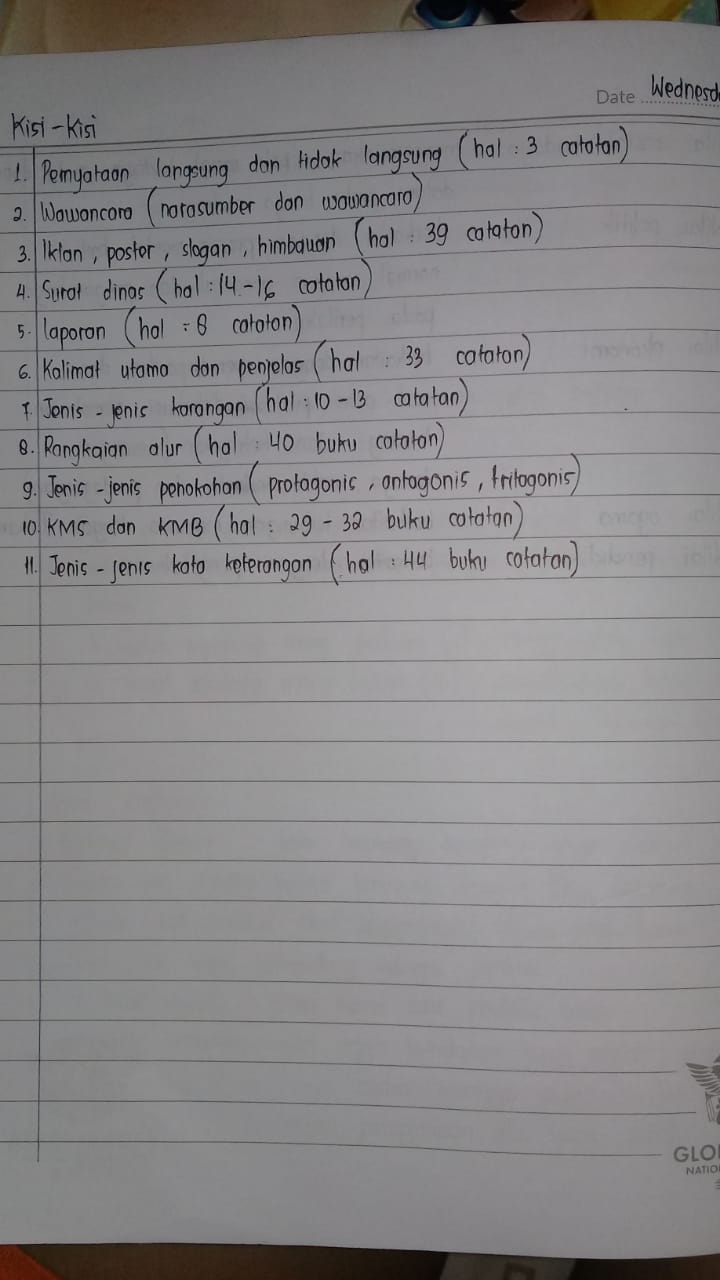 Date Wednesd
Kisi - Kisi
1. Pernyataan langsung dan tidak langsung (hal : 3 catatan)
2. Wawancara (narasumber dan wawancara)
3. Iklan, poster, slogan, himbauan (hal : 39 catatan)
4. Surat dinas (hal : 14 - 16 catatan)
5. laporan (hal : 8 catatan)
6. Kalimat utama dan penjelas (hal : 33 catatan)
7. Jenis - jenis karangan (hal : 10 - 13 catatan)
8. Rangkaian alur (hal : 40 buku catatan)
9. Jenis - jenis penokohan (protagonis, antagonis, tritagonis)
10. KMS dan KMB (hal : 29 - 32 buku catatan)
11. Jenis - jenis kata keterangan (hal : 44 buku catatan)
GLO
NATIO